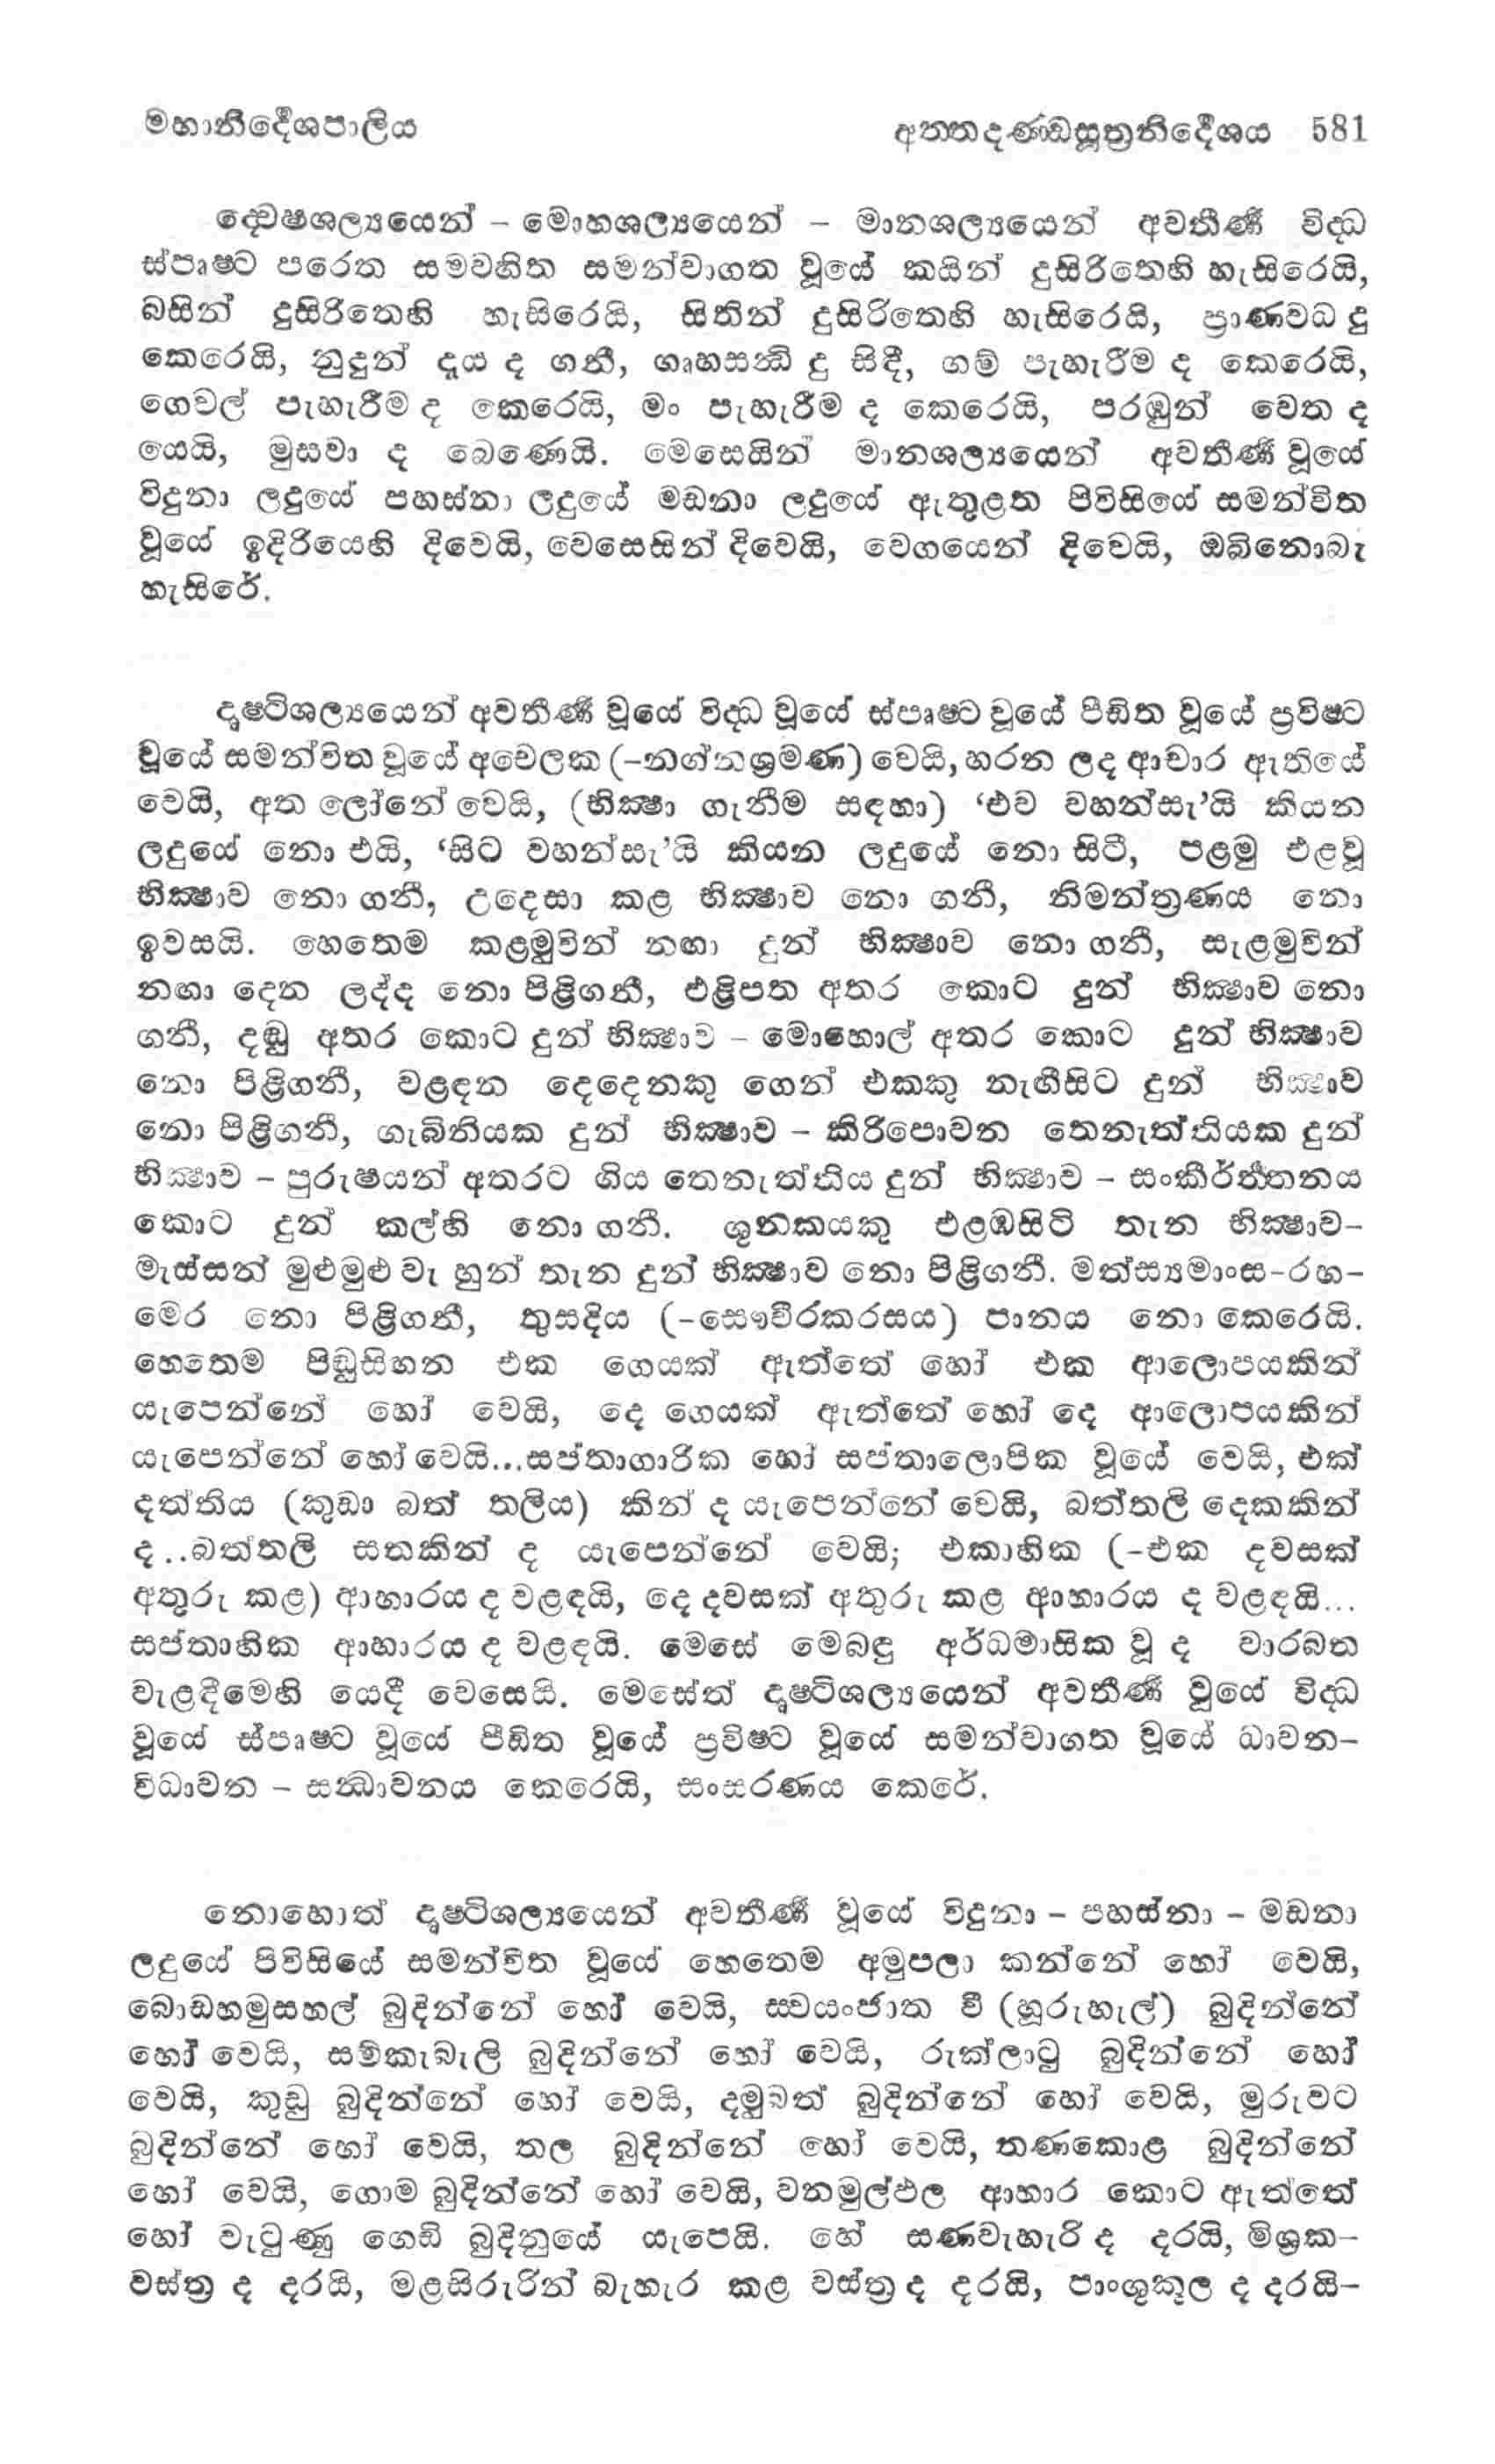 මහානිර්දේශපාලිය
අත්තදණ්ඩසූත්‍රනිර්දේශය 581
ද්වේෂශල්‍යයෙන් – මොහශල්‍යයෙන් – මානශල්‍යයෙන් අවතීර්ණ විද්ධ
ස්පෘෂ්ට පරෙත සමවහිත සමන්වාගත වූයේ කයින් දුසිරිතෙහි හැසිරෙයි,
බසින් දුසිරිතෙහි හැසිරෙයි, සිතින් දුසිරිතෙහි හැසිරෙයි, ප්‍රාණවධ දු
කෙරෙයි, නුදුන් දෑය ද ගනී, ගෘහසන්ධි දු සිඳී, ගම් පැහැරීම ද කෙරෙයි,
ගෙවල් පැහැරීම ද කෙරෙයි, මං පැහැරීම ද කෙරෙයි, පරඹුන් වෙත ද
යෙයි, මුසවා ද බෙණෙයි. මෙසෙයින් මානශල්‍යයෙන් අවතීර්ණ වූයේ
විදුනා ලදුයේ පහස්නා ලදුයේ මඩනා ලදුයේ ඇතුළත පිවිසියේ සමන්විත
වූයේ ඉදිරියෙහි දිවෙයි, වෙසෙසින් දිවෙයි, වෙගයෙන් දිවෙයි, ඔබිනොබැ
හැසිරේ.
දෘෂ්ටිශල්‍යයෙන් අවතීර්ණ වූයේ විද්ධ වූයේ ස්පෘෂ්ට වූයේ පීඩිත වූයේ ප්‍රවිෂ්ට
වූයේ සමන්විත වූයේ අචෙලක (–නග්නශ්‍රමණ) වෙයි, හරන ලද ආචාර ඇතියේ
වෙයි, අත ලෝනේ වෙයි, (භික්‍ෂා ගැනීම සඳහා) ‘එව වහන්සැ’යි කියන
ලදුයේ නො එයි, ‘සිට වහන්සැ’යි කියන ලදුයේ නො සිටී, පළමු එළවූ
භික්‍ෂාව නො ගනී, උදෙසා කළ භික්‍ෂාව නො ගනී, නිමන්ත්‍රණය නො
ඉවසයි. හෙතෙම කළමුවින් නඟා දුන් භික්‍ෂාව නො ගනී, සැළමුවින්
නඟා දෙන ලද්ද නො පිළිගනී, එළිපත අතර කොට දුන් භික්‍ෂාව නො
ගනී, දඬු අතර කොට දුන් භික්‍ෂාව – මොහොල් අතර කොට දුන් භික්‍ෂාව
නො පිළිගනී, වළඳන දෙදෙනකු ගෙන් එකකු නැඟීසිට දුන් භික්‍ෂාව
නො පිළිගනී, ගැබිනියක දුන් භික්‍ෂාව – කිරිපොවන තෙනැත්තියක දුන්
භික්‍ෂාව – පුරුෂයන් අතරට ගිය තෙනැත්තිය දුන් භික්‍ෂාව – සංකීර්ත්තනය
කොට දුන් කල්හි නො ගනී. ශුනකයකු එළඹසිටි තැන භික්‍ෂාව–
මැස්සන් මුළුමුළු වැ හුන් තැන දුන් භික්‍ෂාව නො පිළිගනී. මත්ස්‍යමාංස–රහ–
මෙර නො පිළිගනී, තුසදිය (–සෞවීරකරසය) පානය නො කෙරෙයි.
හෙතෙම පිඬුසිඟන එක ගෙයක් ඇත්තේ හෝ එක ආලොපයකින්
යැපෙන්නේ හෝ වෙයි, දෙ ගෙයක් ඇත්තේ හෝ දෙ ආලොපයකින්
යැපෙන්නේ හෝ වෙයි...සප්තාගාරික හෝ සප්තාලොපික වූයේ වෙයි, එක්
දත්තිය (කුඩා බත් තලිය) කින් ද යැපෙන්නේ වෙයි, බත්තලි දෙකකින්
ද..බත්තලි සතකින් ද යැපෙන්නේ වෙයි; එකාහික (–එක දවසක්
අතුරු කළ) ආහාරය ද වළඳයි, දෙ දවසක් අතුරු කළ ආහාරය ද වළඳයි...
සප්තාහික ආහාරය ද වළඳයි. මෙසේ මෙබඳු අර්ධමාසික වූ ද වාරබත
වැළඳීමෙහි යෙදී වෙසෙයි. මෙසේත් දෘෂ්ටිශල්‍යයෙන් අවතීර්ණ වූයේ විද්ධ
වූයේ ස්පෘෂ්ට වූයේ පීඩිත වූයේ ප්‍රවිෂ්ට වූයේ සමන්වාගත වූයේ ධාවන–
විධාවන – සන්ධාවනය කෙරෙයි, සංසරණය කෙරේ.
නොහොත් දෘෂ්ටිශල්‍යයෙන් අවතීර්ණ වූයේ විදුනා – පහස්නා – මඩනා
ලදුයේ පිවිසියේ සමන්විත වූයේ හෙතෙම අමුපලා කන්නේ හෝ වෙයි,
බොඩහමුසහල් බුදින්නේ හෝ වෙයි, ස්වයංජාත වී (හූරුහැල්) බුදින්නේ
හෝ වෙයි, සම්කැබැලි බුදින්නේ හෝ වෙයි, රුක්ලාටු බුදින්නේ හෝ
වෙයි, කුඩු බුදින්නේ හෝ වෙයි, දමුබත් බුදින්නේ හෝ වෙයි, මුරුවට
බුදින්නේ හෝ වෙයි, තල බුදින්නේ හෝ වෙයි, තණකොළ බුදින්නේ
හෝ වෙයි, ගොම බුදින්නේ හෝ වෙයි, වනමුල්ඵල ආහාර කොට ඇත්තේ
හෝ වැටුණු ගෙඩි බුදිනුයේ යැපෙයි. හේ සණවැහැරි ද දරයි, මිශ්‍රක–
වස්ත්‍ර ද දරයි, මළසිරුරින් බැහැර කළ වස්ත්‍ර ද දරයි, පාංශුකූල ද දරයි–